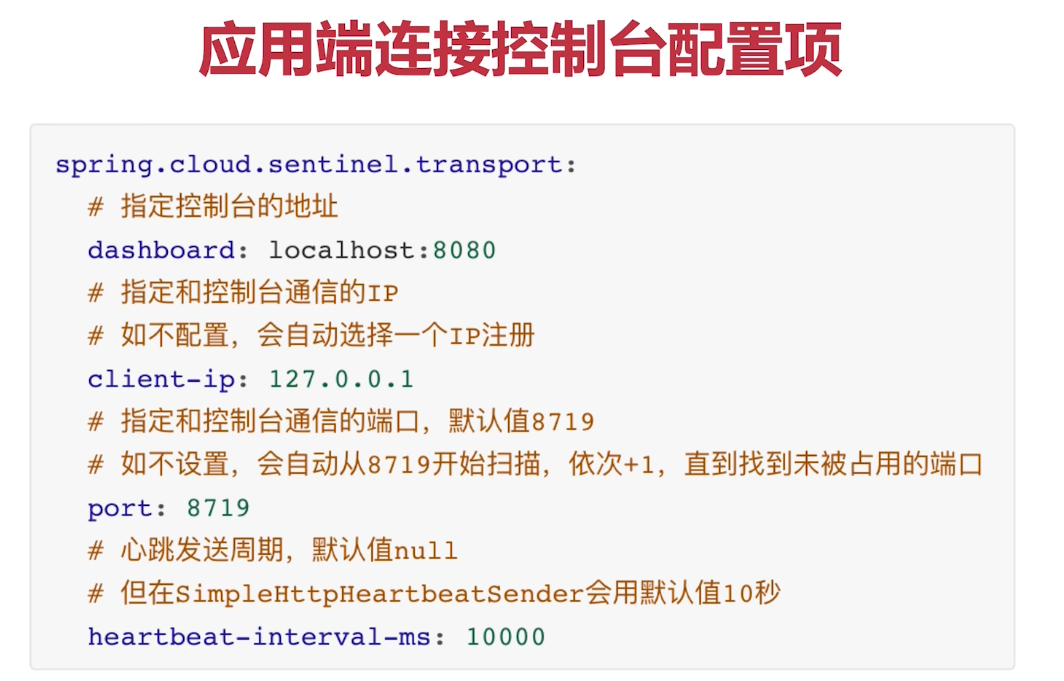 应用端连接控制台配置项
spring.cloud.sentinel.transport:
# 指定控制台的地址
dashboard: localhost:8080
# 指定和控制台通信的IP
# 如不配置，会自动选择一个IP注册
client-ip: 127.0.0.1
# 指定和控制台通信的端口，默认值8719
# 如不设置，会自动从8719开始扫描，依次+1，直到找到未被占用的端口
port: 8719
# 心跳发送周期，默认值null
# 但在SimpleHttpHeartbeatSender会用默认值10秒
heartbeat-interval-ms: 10000